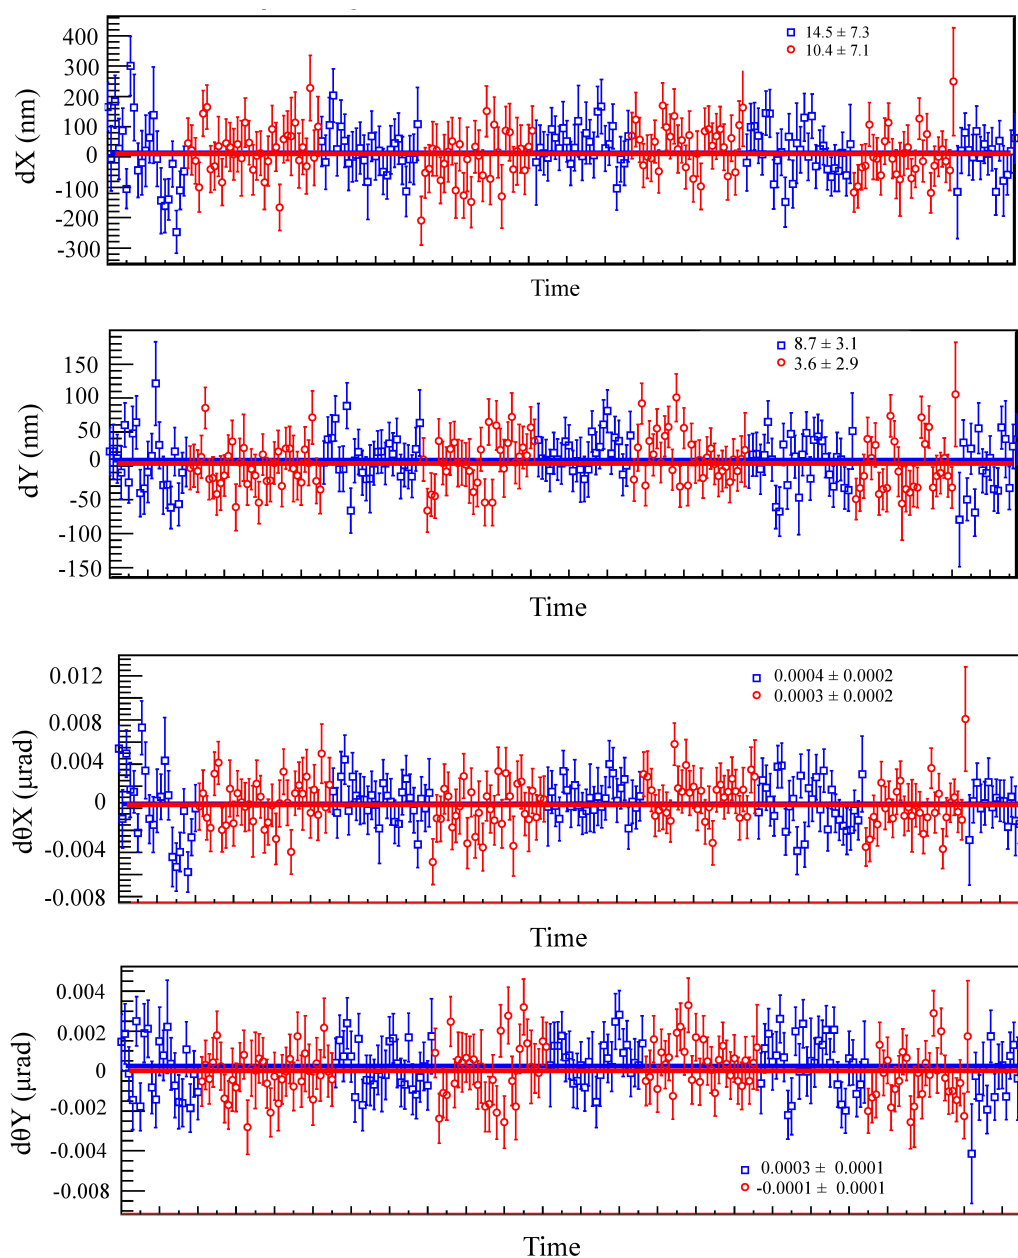 14.5 ± 7.3
10.4 ± 7.1
400
300
200
100
0
-100
-200
-300
dX (nm)
Time
8.7 ± 3.1
3.6 ± 2.9
150
100
50
0
-50
-100
-150
dY (nm)
Time
0.0004 ± 0.0002
0.0003 ± 0.0002
0.012
0.008
0.004
0
-0.004
-0.008
dθX (μrad)
Time
0.004
0.002
0
-0.002
-0.004
-0.008
dθY (μrad)
0.0003 ± 0.0001
-0.0001 ± 0.0001
Time